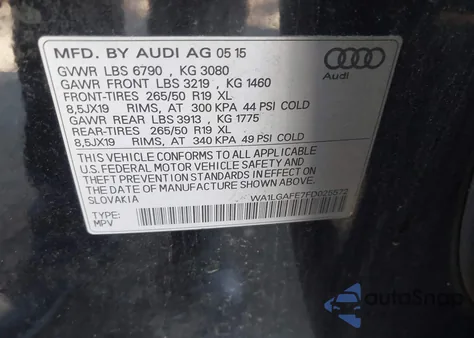 MFD. BY AUDI AG 05 15
GVWR LBS 6790 , KG 3080
GAWR FRONT LBS 3219 , KG 1460
FRONT-TIRES 265/50 R19 XL
8,5JX19 RIMS, AT 300 KPA 44 PSI COLD
GAWR REAR LBS 3913 , KG 1775
REAR-TIRES 265/50 R19 XL
8,5JX19 RIMS, AT 340 KPA 49 PSI COLD
THIS VEHICLE CONFORMS TO ALL APPLICABLE
U.S. FEDERAL MOTOR VEHICLE SAFETY AND
THEFT PREVENTION STANDARDS IN EFFECT ON
THE DATE OF MANUFACTURE SHOWN ABOVE.
SLOVAKIA
WA1LGAFE7FD025572
TYPE:
MPV
Audi
autoSnap